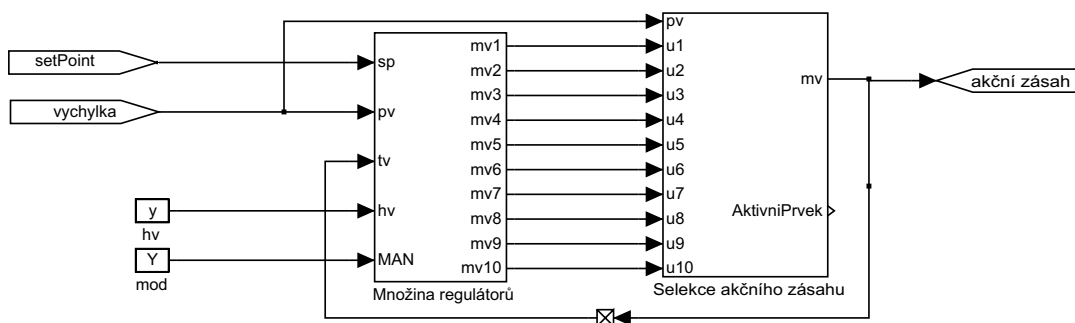 setPoint
vychylka
y
hv
Y
mod
sp
pv
tv
hv
MAN
mv1
mv2
mv3
mv4
mv5
mv6
mv7
mv8
mv9
mv10
Množina regulátorů
pv
u1
u2
u3
u4
u5
u6
u7
u8
u9
u10
mv
AktivniPrvek
Selekce akčního zásahu
akční zásah